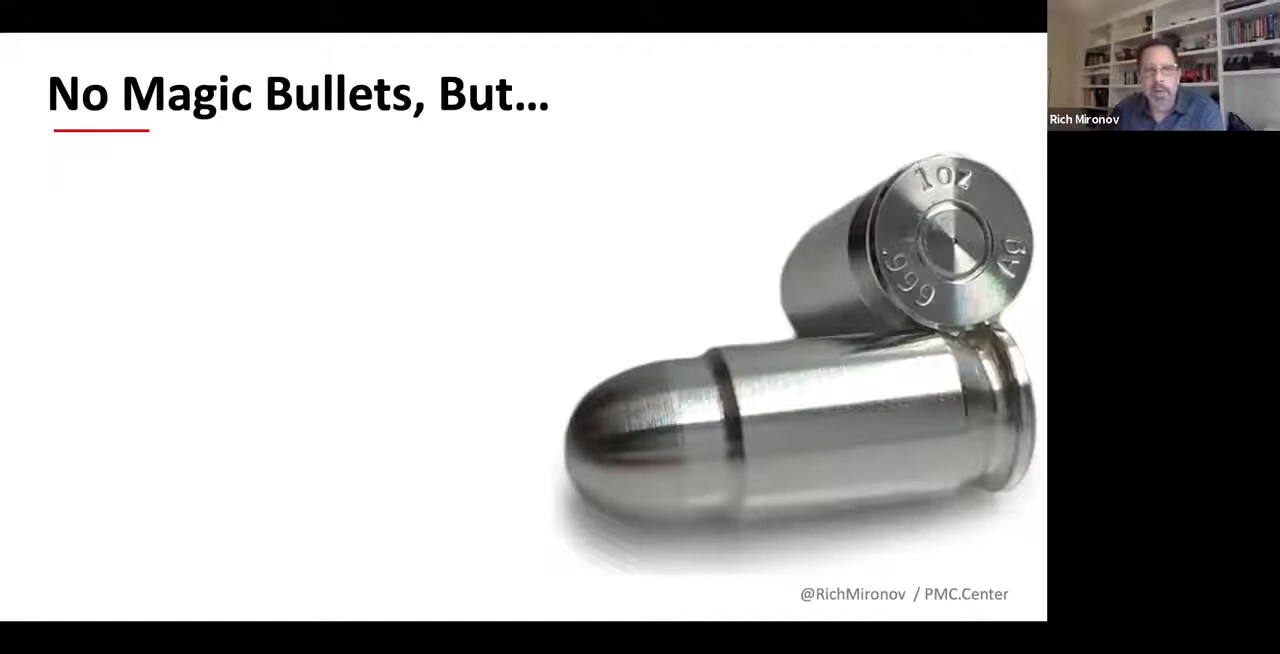 No Magic Bullets, But...
Rich Mironov
1oz
.999
Ag
@RichMironov / PMC.Center